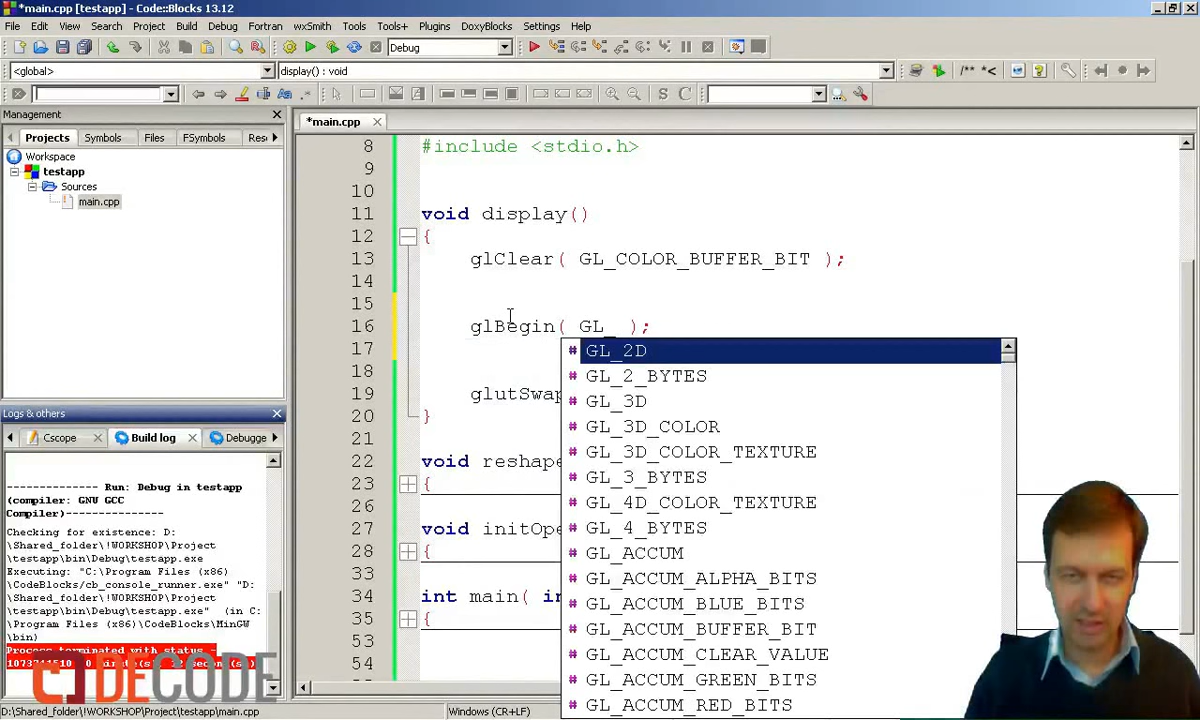 *main.cpp [testapp] - Code::Blocks 13.12
File Edit View Search Project Build Debug Fortran wxSmith Tools Tools+ Plugins DoxyBlocks Settings Help
Debug
<global> display() : void /** *<
S C
Management
Projects Symbols Files FSymbols Res
Workspace
testapp
Sources
main.cpp
*main.cpp
8 #include <stdio.h>
9
10
11 void display()
12 {
13 glClear( GL_COLOR_BUFFER_BIT );
14
15
16 glBegin( GL_ );
17
18
19 glutSwap
20 }
21
22 void reshape
23 {
26
27 void initOpe
28 {
33
34 int main( in
35 {
53
54
# GL_2D
# GL_2_BYTES
# GL_3D
# GL_3D_COLOR
# GL_3D_COLOR_TEXTURE
# GL_3_BYTES
# GL_4D_COLOR_TEXTURE
# GL_4_BYTES
# GL_ACCUM
# GL_ACCUM_ALPHA_BITS
# GL_ACCUM_BLUE_BITS
# GL_ACCUM_BUFFER_BIT
# GL_ACCUM_CLEAR_VALUE
# GL_ACCUM_GREEN_BITS
# GL_ACCUM_RED_BITS
Logs & others
Cscope Build log Debugge
-------------- Run: Debug in testapp
(compiler: GNU GCC
Compiler)---------------
Checking for existence: D:
\Shared_folder\!WORKSHOP\Project
\testapp\bin\Debug\testapp.exe
Executing: "C:\Program Files (x86)
\CodeBlocks/cb_console_runner.exe" "D:
\Shared_folder\!WORKSHOP\Project
\testapp\bin\Debug\testapp.exe" (in C:
\Program Files (x86)\CodeBlocks\MinGW
\bin)
Process terminated with status -
DECODE
D:\Shared_folder\!WORKSHOP\Project\testapp\main.cpp Windows (CR+LF)